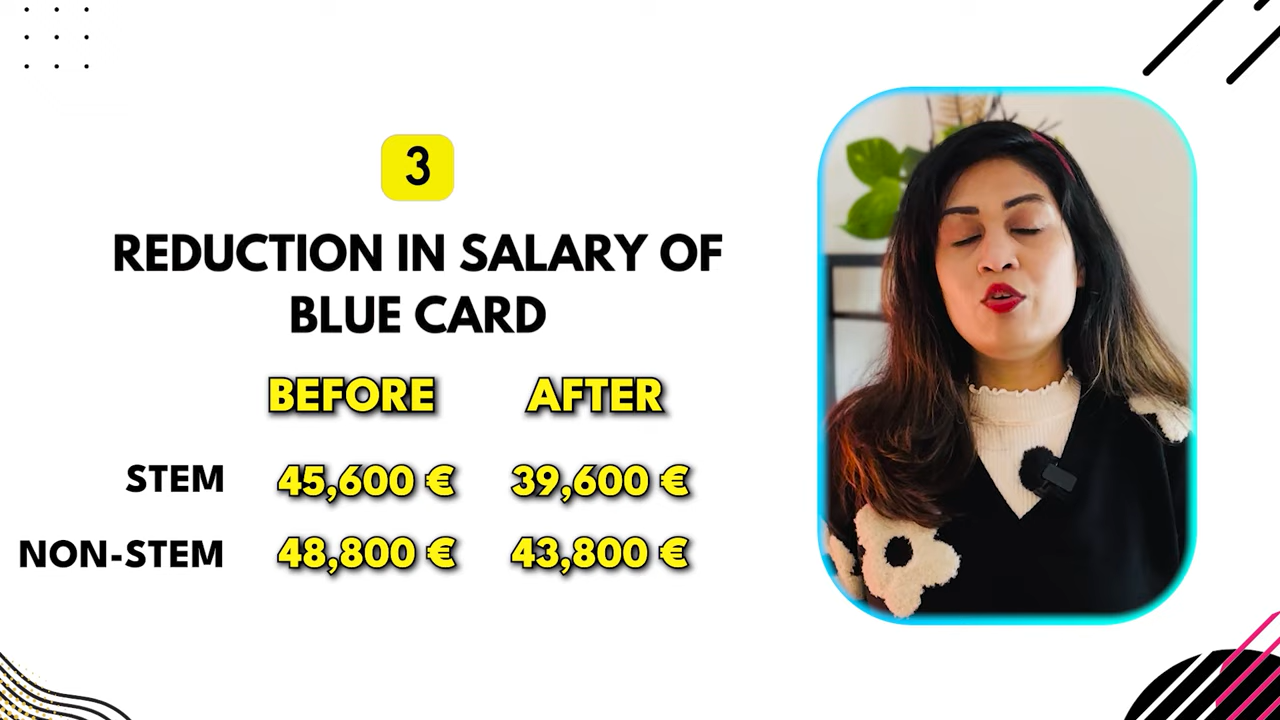 3
REDUCTION IN SALARY OF
BLUE CARD
BEFORE AFTER
STEM 45,600 € 39,600 €
NON-STEM 48,800 € 43,800 €